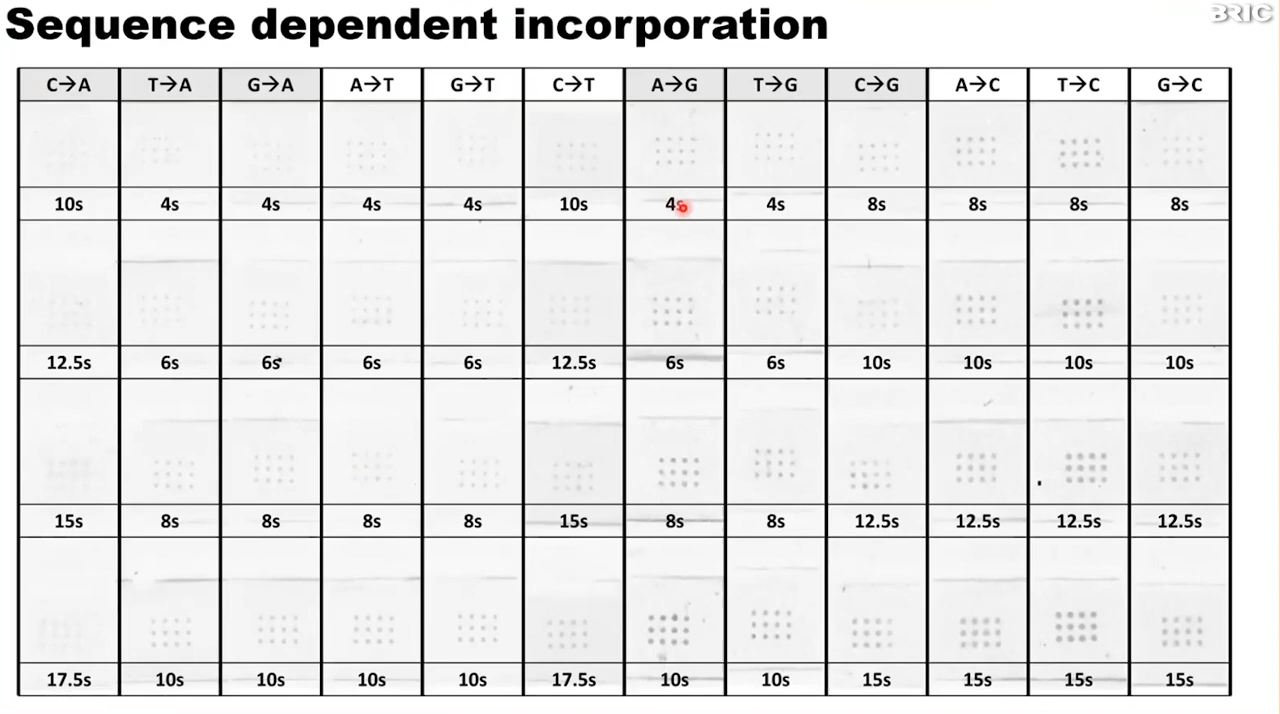 Sequence dependent incorporation
BRIC
C→A T→A G→A A→T G→T C→T A→G T→G C→G A→C T→C G→C
10s 4s 4s 4s 4s 10s 4s 4s 8s 8s 8s 8s
12.5s 6s 6s 6s 6s 12.5s 6s 6s 10s 10s 10s 10s
15s 8s 8s 8s 8s 15s 8s 8s 12.5s 12.5s 12.5s 12.5s
17.5s 10s 10s 10s 10s 17.5s 10s 10s 15s 15s 15s 15s